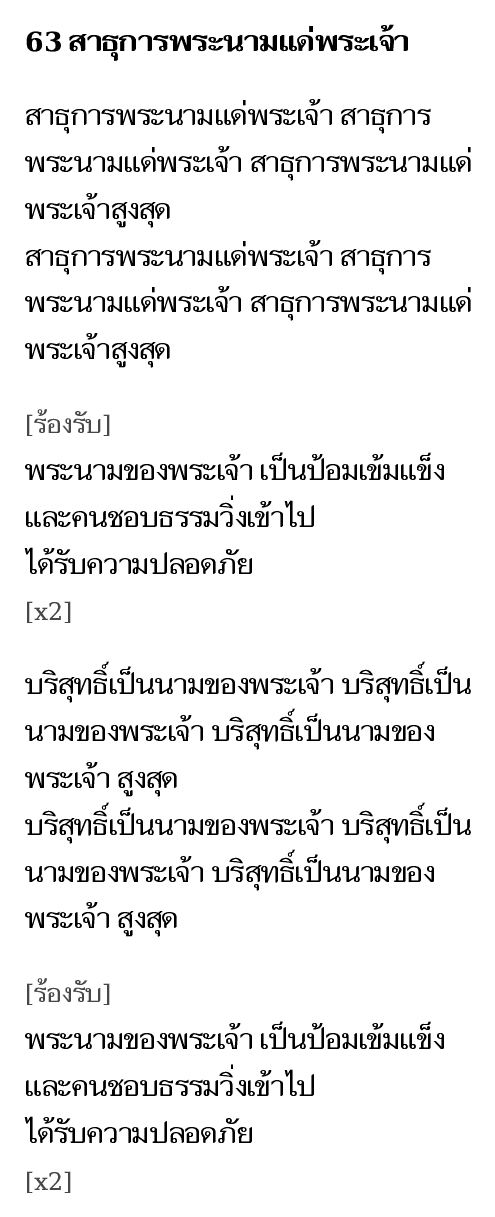 63 สาธุการพระนามแด่พระเจ้า
สาธุการพระนามแด่พระเจ้า สาธุการ
พระนามแด่พระเจ้า สาธุการพระนามแด่
พระเจ้าสูงสุด
สาธุการพระนามแด่พระเจ้า สาธุการ
พระนามแด่พระเจ้า สาธุการพระนามแด่
พระเจ้าสูงสุด
[ร้องรับ]
พระนามของพระเจ้า เป็นป้อมเข้มแข็ง
และคนชอบธรรมวิ่งเข้าไป
ได้รับความปลอดภัย
[x2]
บริสุทธิ์เป็นนามของพระเจ้า บริสุทธิ์เป็น
นามของพระเจ้า บริสุทธิ์เป็นนามของ
พระเจ้า สูงสุด
บริสุทธิ์เป็นนามของพระเจ้า บริสุทธิ์เป็น
นามของพระเจ้า บริสุทธิ์เป็นนามของ
พระเจ้า สูงสุด
[ร้องรับ]
พระนามของพระเจ้า เป็นป้อมเข้มแข็ง
และคนชอบธรรมวิ่งเข้าไป
ได้รับความปลอดภัย
[x2]